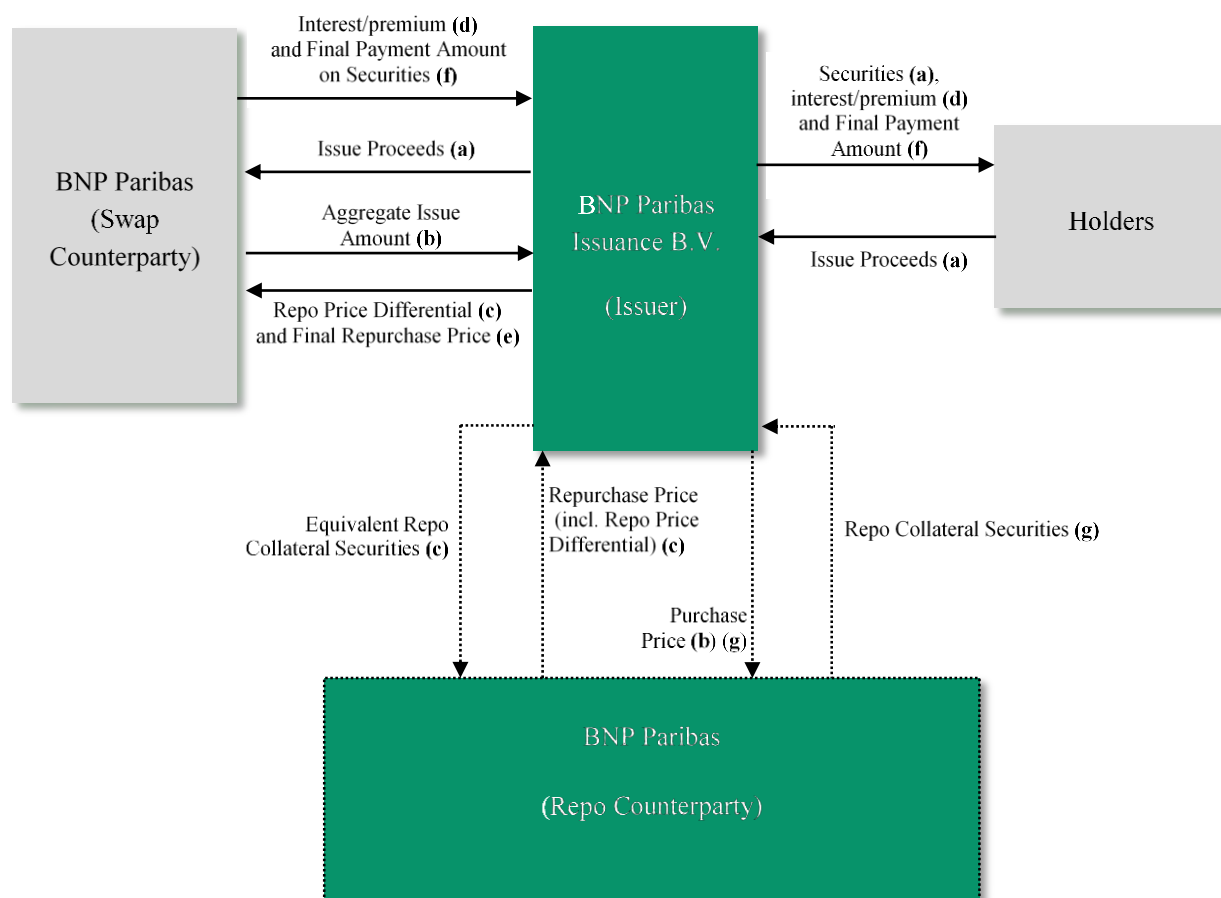 Interest/premium (d)
and Final Payment Amount
on Securities (f)
Issue Proceeds (a)
Aggregate Issue
Amount (b)
Repo Price Differential (c)
and Final Repurchase Price (e)
BNP Paribas
(Swap
Counterparty)
BNP Paribas
Issuance B.V.
(Issuer)
Securities (a),
interest/premium (d)
and Final Payment
Amount (f)
Issue Proceeds (a)
Holders
Equivalent Repo
Collateral Securities (c)
Repurchase Price
(incl. Repo Price
Differential) (c)
Purchase
Price (b) (g)
Repo Collateral Securities (g)
BNP Paribas
(Repo Counterparty)